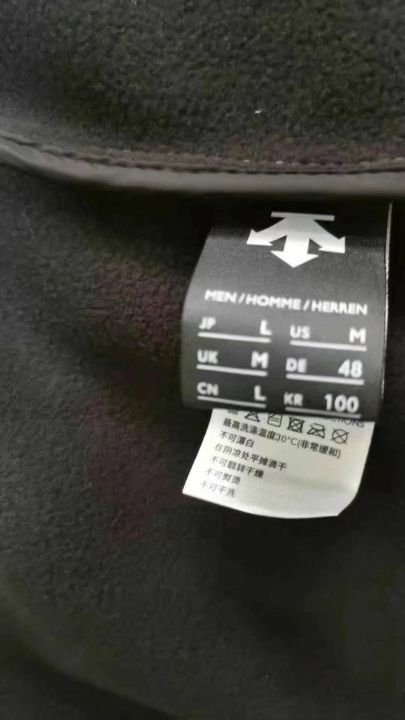 MEN/HOMME/HERREN
JP L US M
UK M DE 48
CN L KR 100
CTIONS
最高洗涤温度30°C(非常缓和)
不可漂白
在阴凉处平摊滴干
不可翻转干燥
不可熨烫
不可干洗